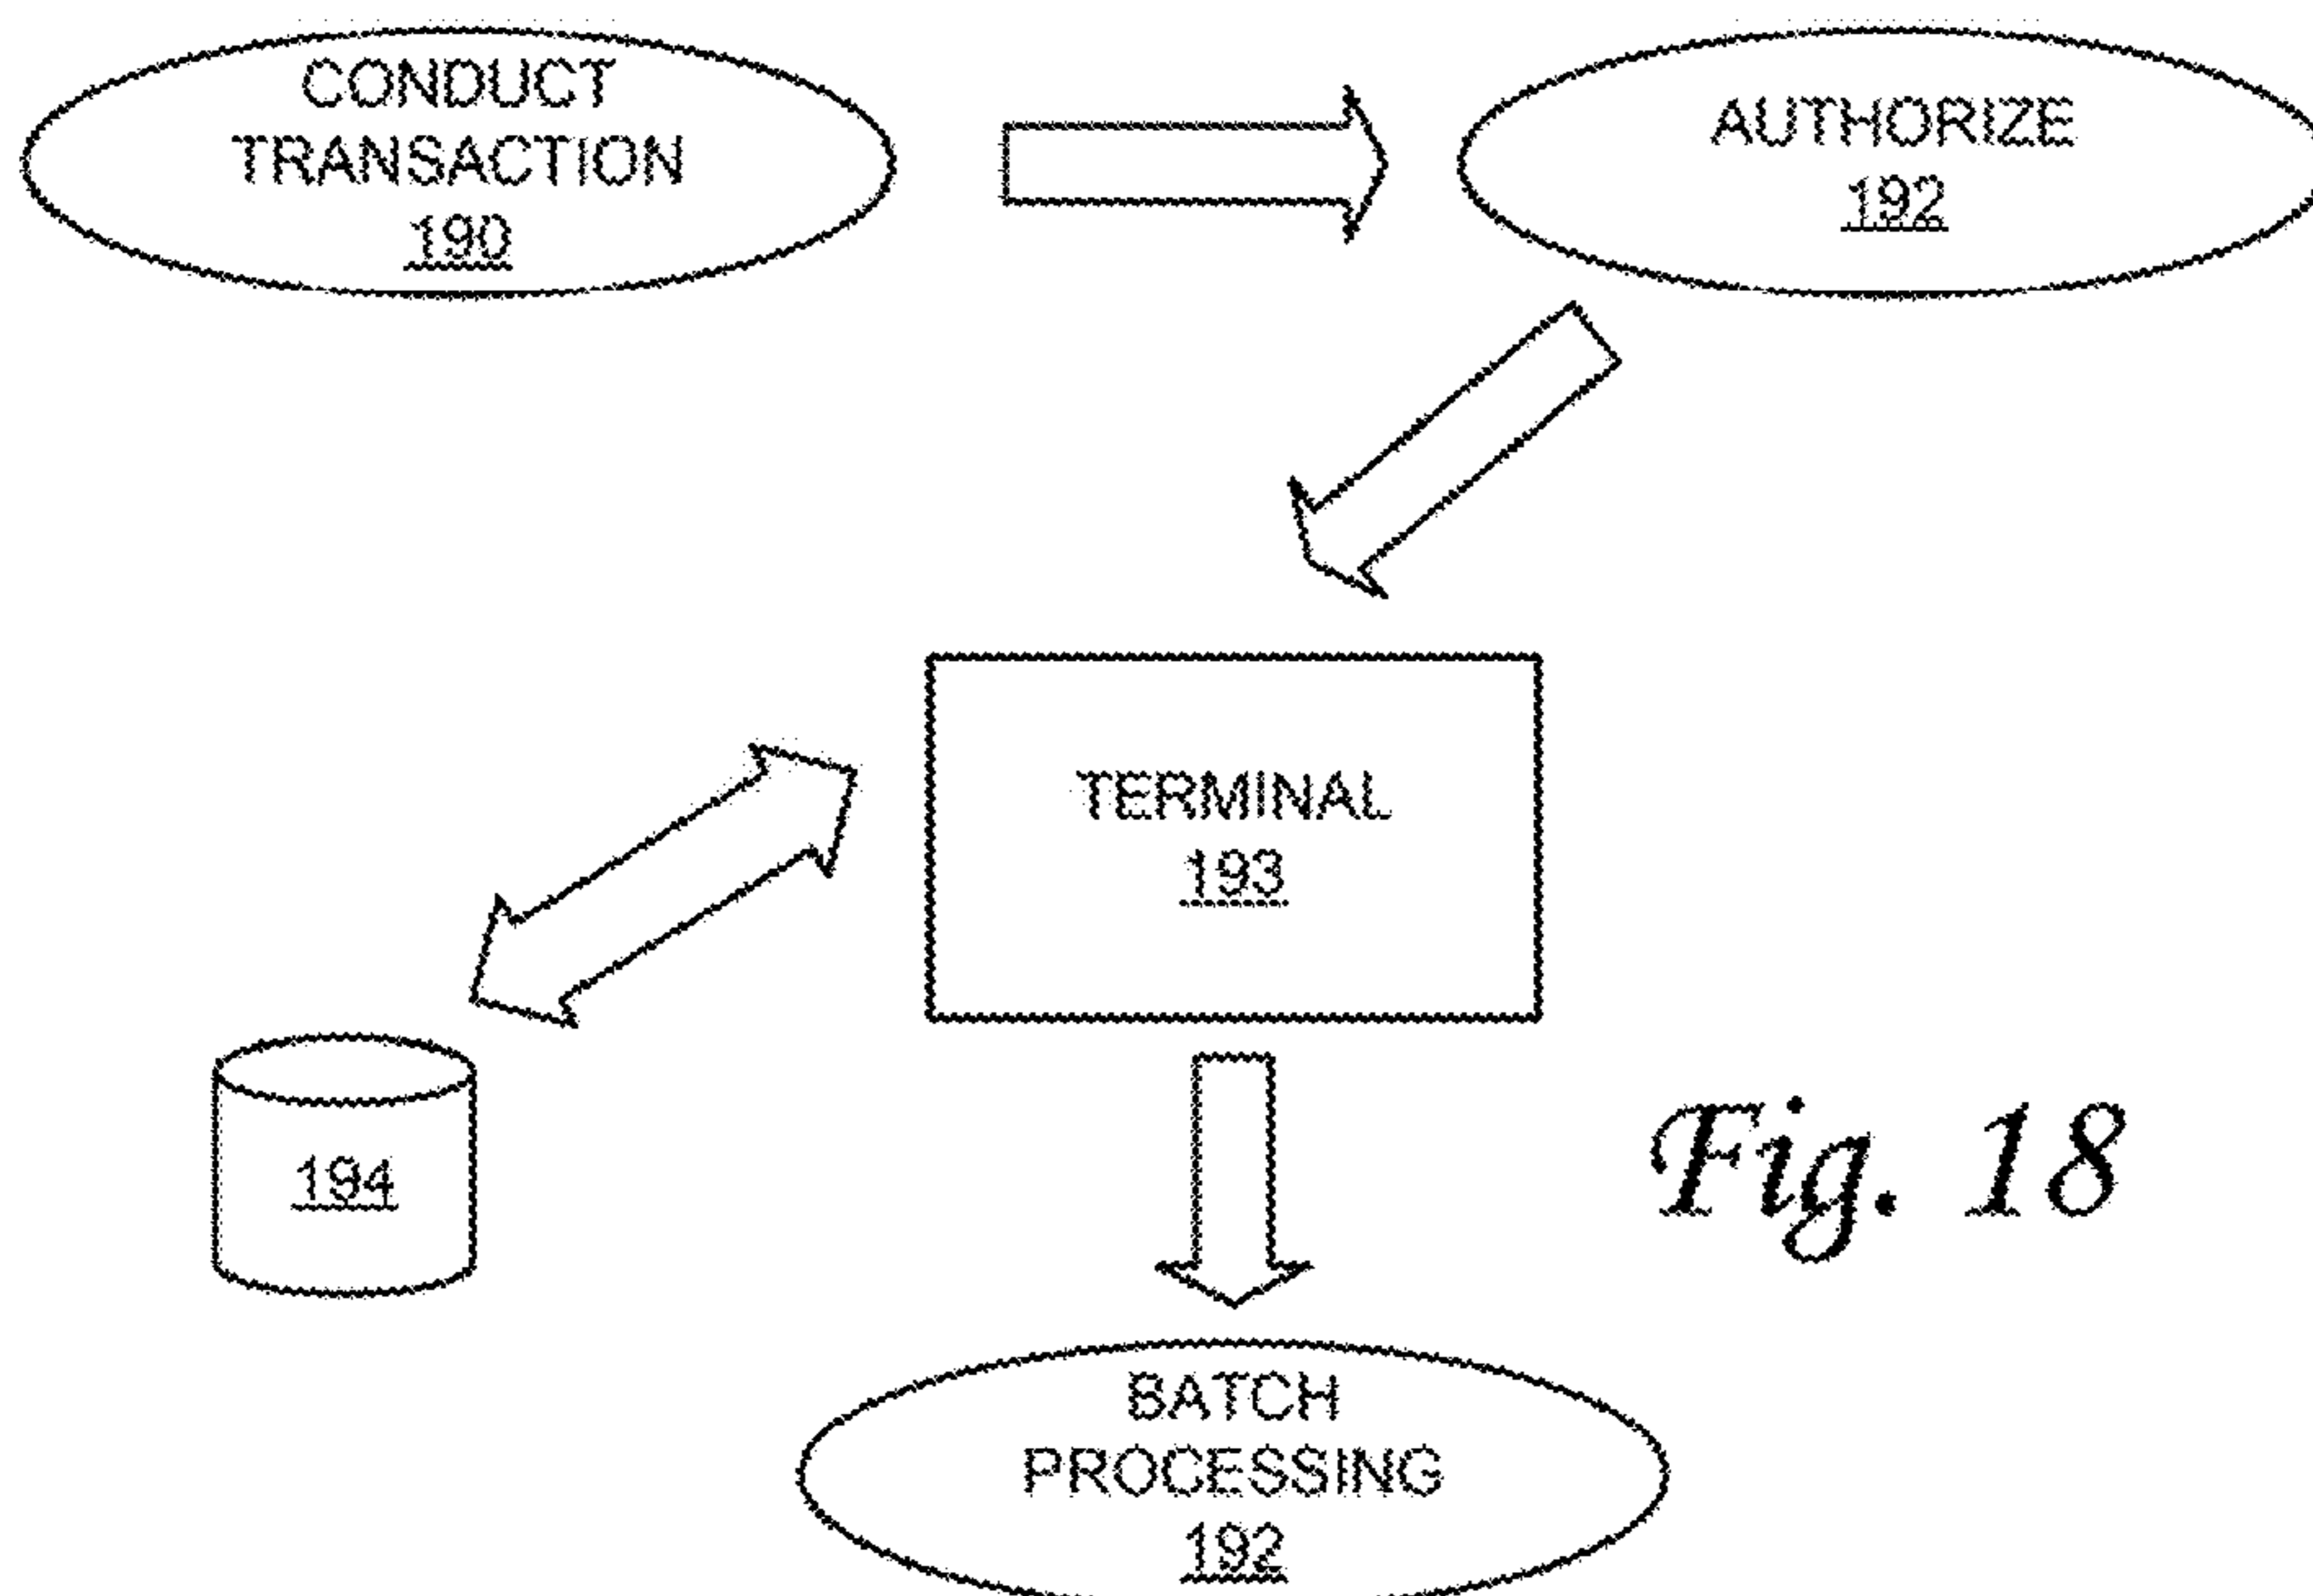 CONDUCT
TRANSACTION
190
AUTHORIZE
192
TERMINAL
193
194
Fig. 18
BATCH
PROCESSING
192